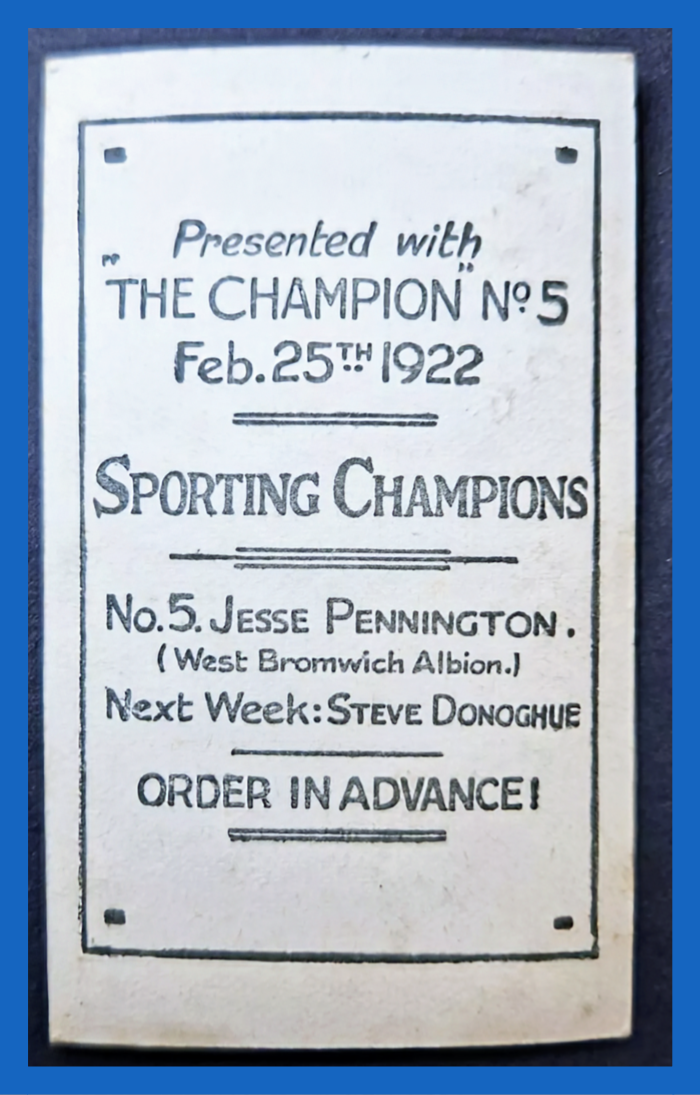 Presented with
"THE CHAMPION" Nº 5
Feb. 25TH 1922
SPORTING CHAMPIONS
No. 5. JESSE PENNINGTON.
(West Bromwich Albion.)
Next Week: STEVE DONOGHUE
ORDER IN ADVANCE!